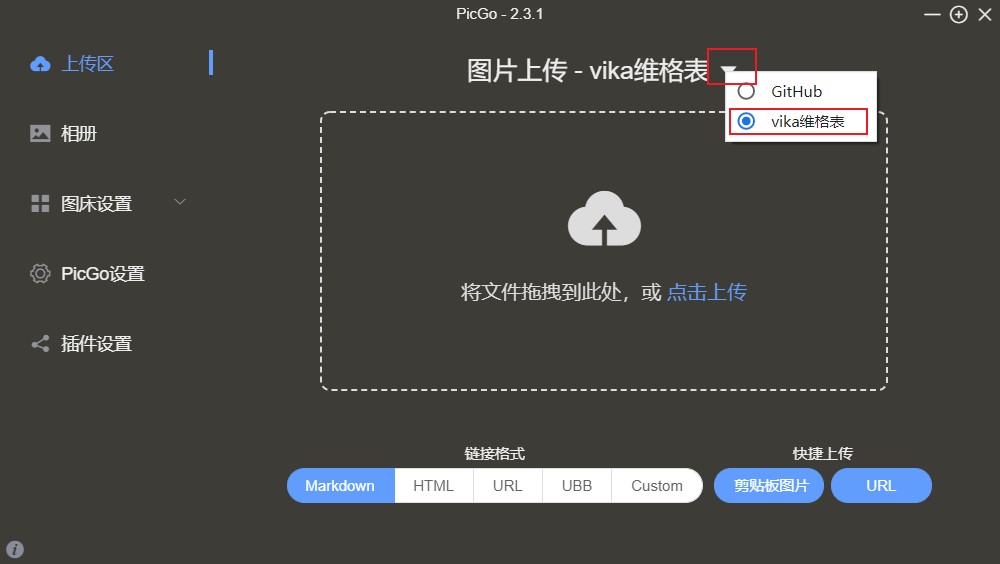 PicGo - 2.3.1
上传区
相册
图床设置
PicGo设置
插件设置
图片上传 - vika维格表
GitHub
vika维格表
将文件拖拽到此处，或 点击上传
链接格式
Markdown HTML URL UBB Custom
快捷上传
剪贴板图片 URL